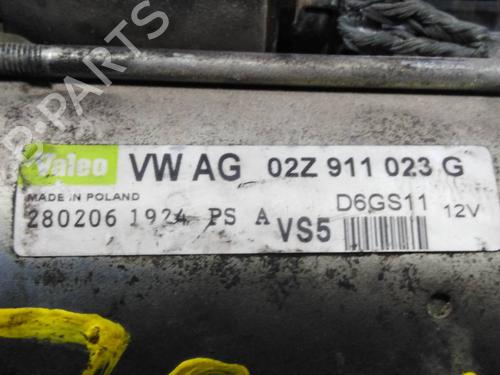 Valeo VW AG 02Z 911 023 G
MADE IN POLAND
D6GS11 12V
280206 1924 PS A VS5
B-PARTS